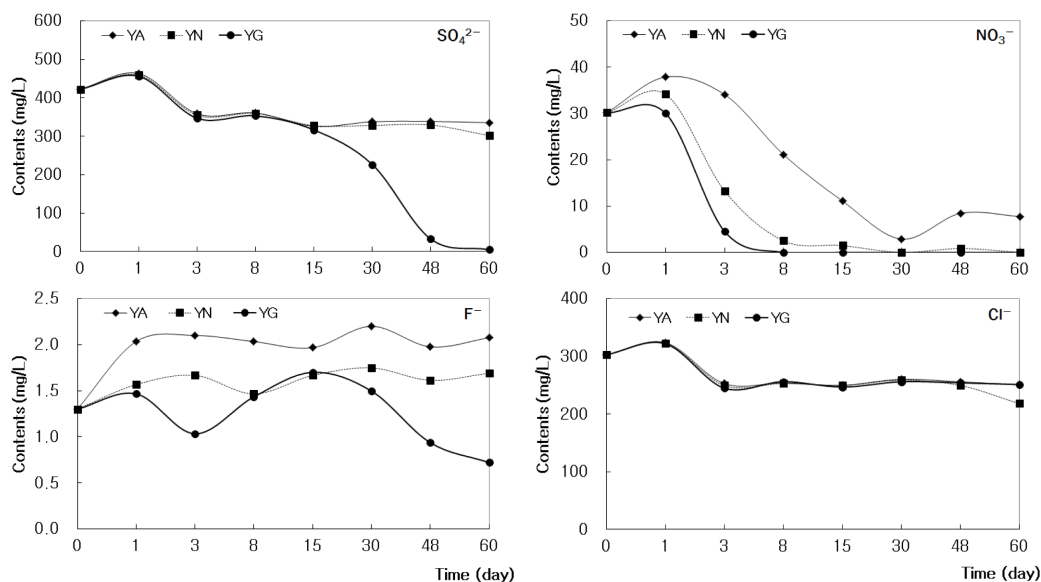 600
500
400
300
200
100
0
Contents (mg/L)
YA YN YG
SO₄²⁻
0 1 3 8 15 30 48 60
50
40
30
20
10
0
Contents (mg/L)
YA YN YG
NO₃⁻
0 1 3 8 15 30 48 60
2.5
2.0
1.5
1.0
0.5
0.0
Contents (mg/L)
YA YN YG
F⁻
0 1 3 8 15 30 48 60
Time (day)
400
300
200
100
0
Contents (mg/L)
YA YN YG
Cl⁻
0 1 3 8 15 30 48 60
Time (day)